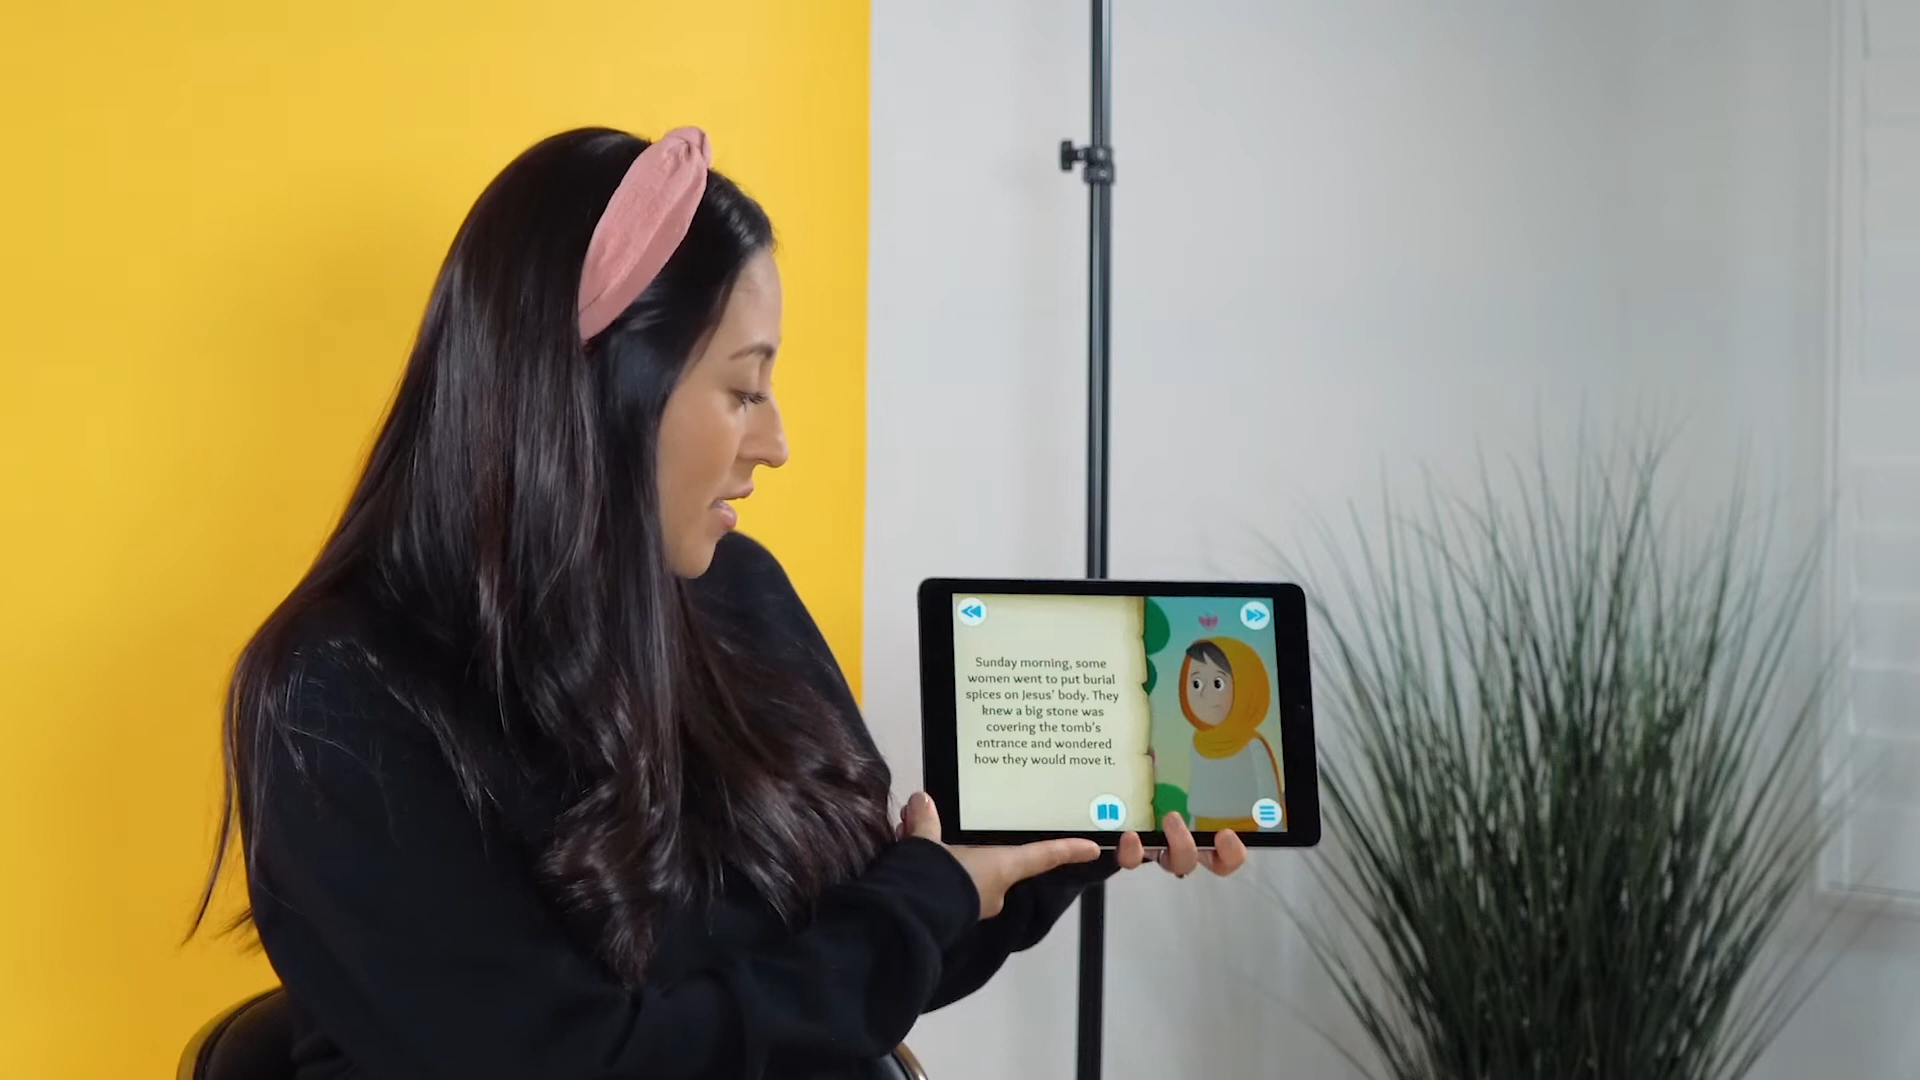 Sunday morning, some
women went to put burial
spices on Jesus' body. They
knew a big stone was
covering the tomb's
entrance and wondered
how they would move it.